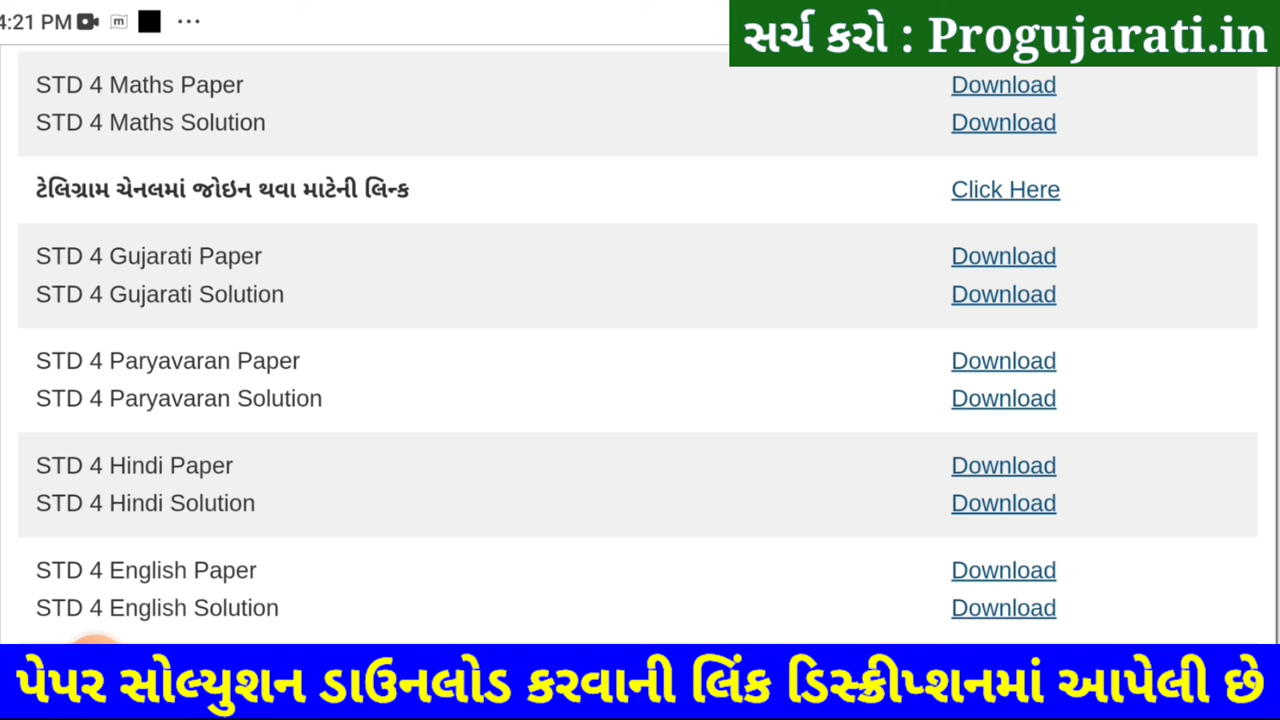 4:21 PM
સર્ચ કરો : Progujarati.in
STD 4 Maths Paper Download
STD 4 Maths Solution Download
ટેલિગ્રામ ચેનલમાં જોઇન થવા માટેની લિન્ક Click Here
STD 4 Gujarati Paper Download
STD 4 Gujarati Solution Download
STD 4 Paryavaran Paper Download
STD 4 Paryavaran Solution Download
STD 4 Hindi Paper Download
STD 4 Hindi Solution Download
STD 4 English Paper Download
STD 4 English Solution Download
પેપર સોલ્યુશન ડાઉનલોડ કરવાની લિંક ડિસ્ક્રીપ્શનમાં આપેલી છે